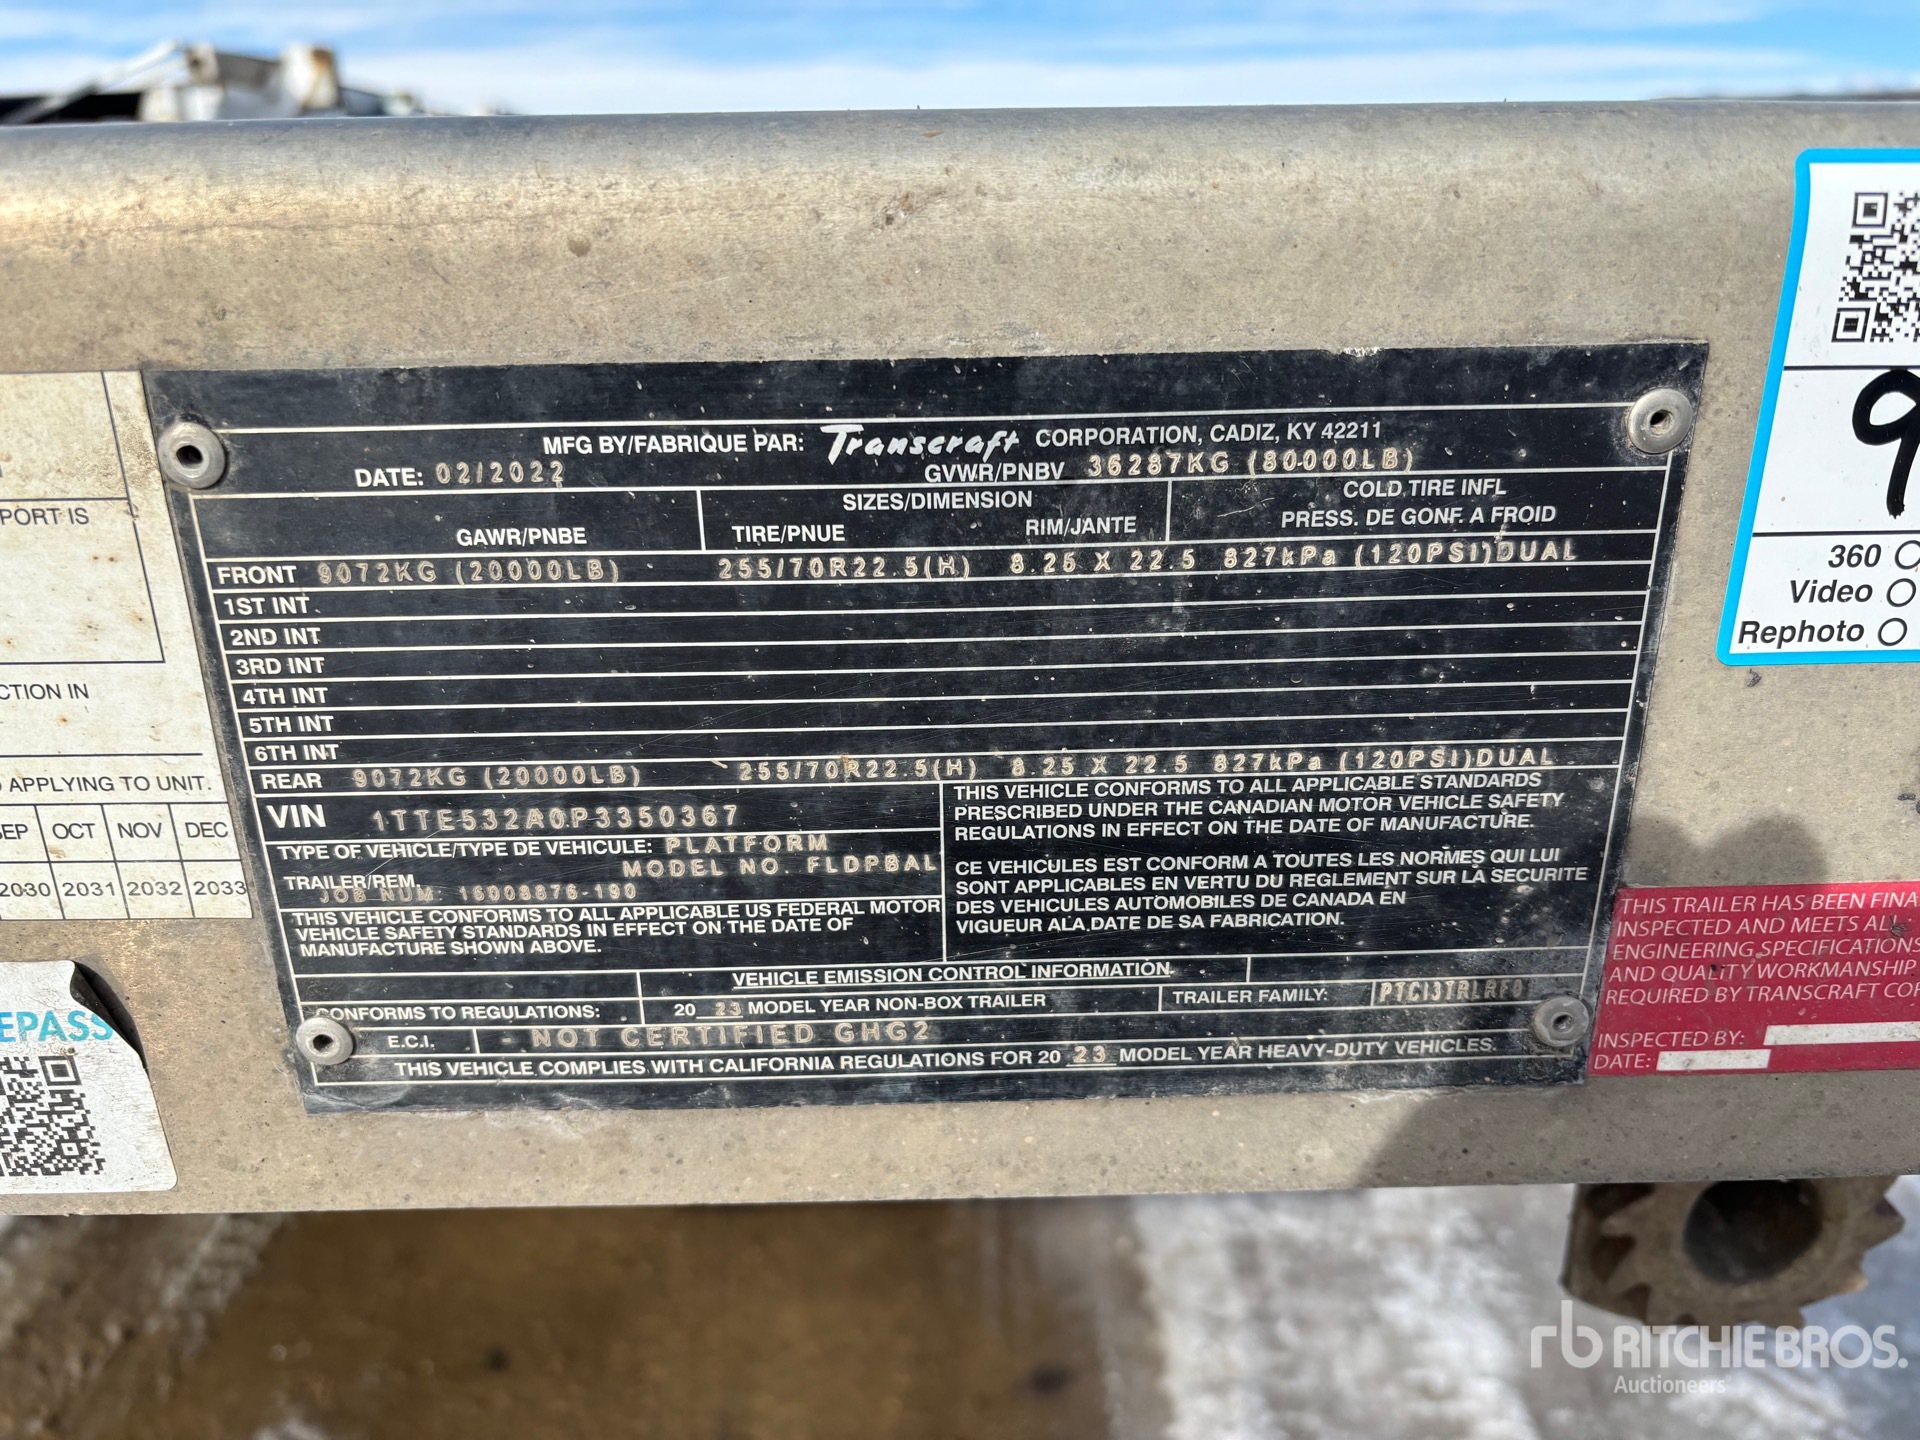 MFG BY/FABRIQUE PAR: Transcraft CORPORATION, CADIZ, KY 42211
DATE: 02/2022 GVWR/PNBV 36287KG (80000LB)
SIZES/DIMENSION COLD TIRE INFL
GAWR/PNBE TIRE/PNUE RIM/JANTE PRESS. DE GONF. A FROID
FRONT 9072KG (20000LB) 255/70R22.5(H) 8.25 X 22.5 827kPa (120PSI)DUAL
1ST INT
2ND INT
3RD INT
4TH INT
5TH INT
6TH INT
REAR 9072KG (20000LB) 255/70R22.5(H) 8.25 X 22.5 827kPa (120PSI)DUAL
VIN 1TTE532A0P3350367
TYPE OF VEHICLE/TYPE DE VEHICULE: PLATFORM
MODEL NO. FLDPBAL
TRAILER/REM.
JOB NUM: 16008876-190
THIS VEHICLE CONFORMS TO ALL APPLICABLE US FEDERAL MOTOR
VEHICLE SAFETY STANDARDS IN EFFECT ON THE DATE OF
MANUFACTURE SHOWN ABOVE.
THIS VEHICLE CONFORMS TO ALL APPLICABLE STANDARDS
PRESCRIBED UNDER THE CANADIAN MOTOR VEHICLE SAFETY
REGULATIONS IN EFFECT ON THE DATE OF MANUFACTURE.
CE VEHICULES EST CONFORM A TOUTES LES NORMES QUI LUI
SONT APPLICABLES EN VERTU DU REGLEMENT SUR LA SECURITE
DES VEHICULES AUTOMOBILES DE CANADA EN
VIGUEUR ALA DATE DE SA FABRICATION.
VEHICLE EMISSION CONTROL INFORMATION
CONFORMS TO REGULATIONS: 2023 MODEL YEAR NON-BOX TRAILER TRAILER FAMILY: PTCI3TRLRF01
E.C.I. - NOT CERTIFIED GHG2
THIS VEHICLE COMPLIES WITH CALIFORNIA REGULATIONS FOR 2023 MODEL YEAR HEAVY-DUTY VEHICLES.
PORT IS
CTION IN
APPLYING TO UNIT.
SEP OCT NOV DEC
2030 2031 2032 2033
EPASS
9
360
Video
Rephoto
THIS TRAILER HAS BEEN FINA
INSPECTED AND MEETS ALL
ENGINEERING SPECIFICATIONS
AND QUALITY WORKMANSHIP
REQUIRED BY TRANSCRAFT COR
INSPECTED BY:
DATE:
rb RITCHIE BROS.
Auctioneers